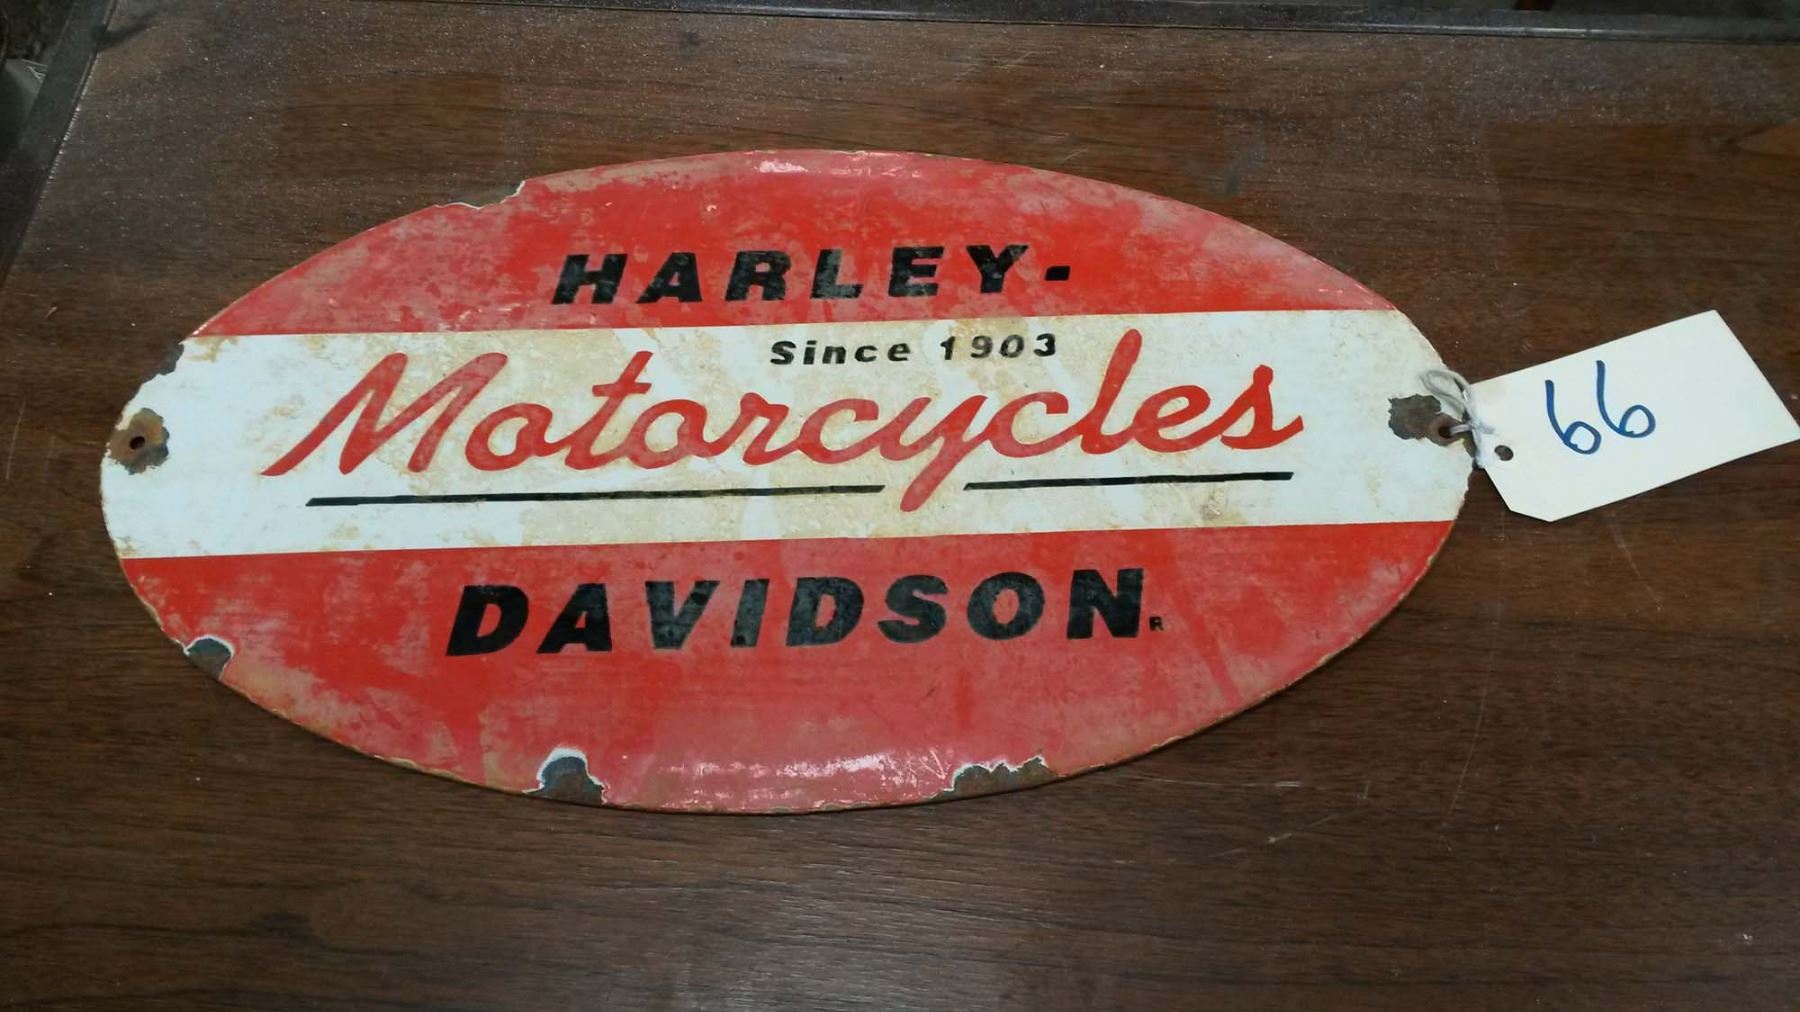 HARLEY-
Since 1903
Motorcycles
DAVIDSON R
66